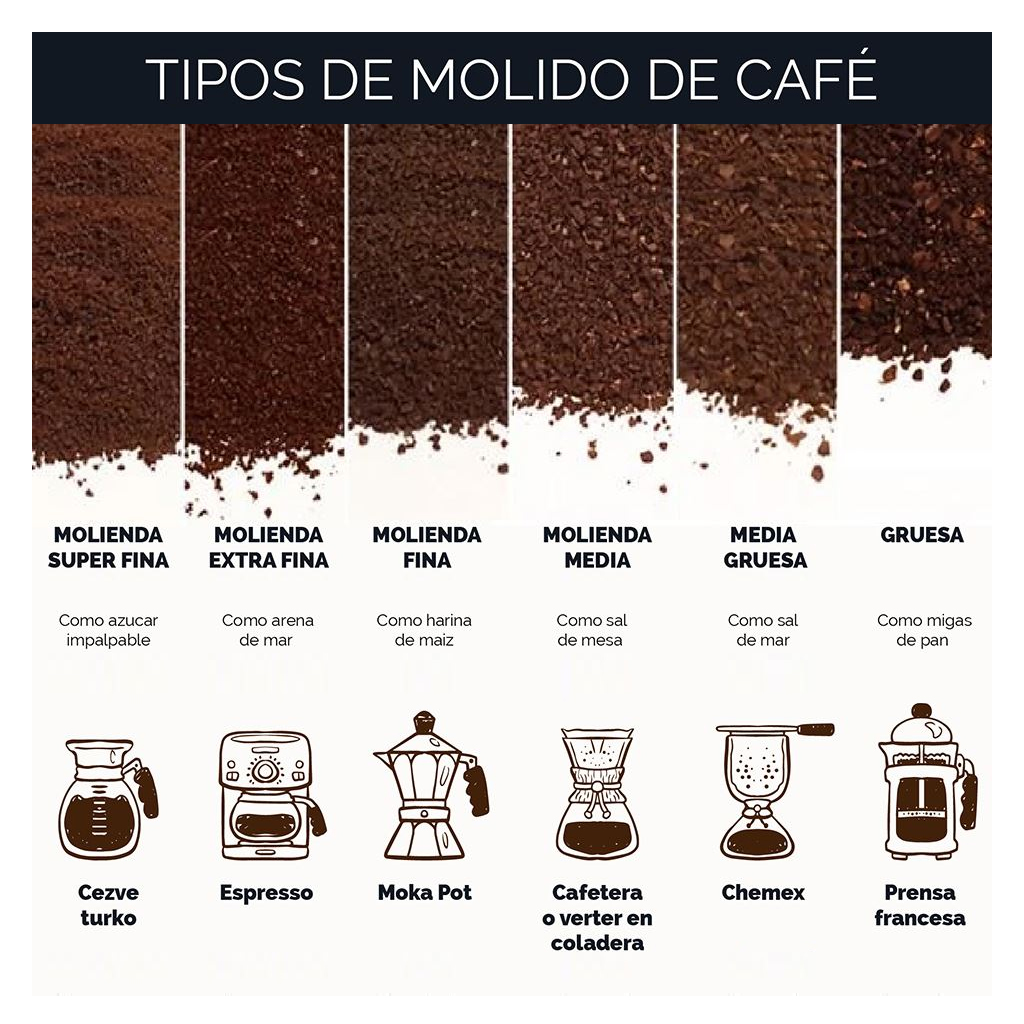 TIPOS DE MOLIDO DE CAFÉ
MOLIENDA
SUPER FINA
MOLIENDA
EXTRA FINA
MOLIENDA
FINA
MOLIENDA
MEDIA
MEDIA
GRUESA
GRUESA
Como azucar
impalpable
Como arena
de mar
Como harina
de maiz
Como sal
de mesa
Como sal
de mar
Como migas
de pan
Cezve
turko
Espresso
Moka Pot
Cafetera
o verter en
coladera
Chemex
Prensa
francesa